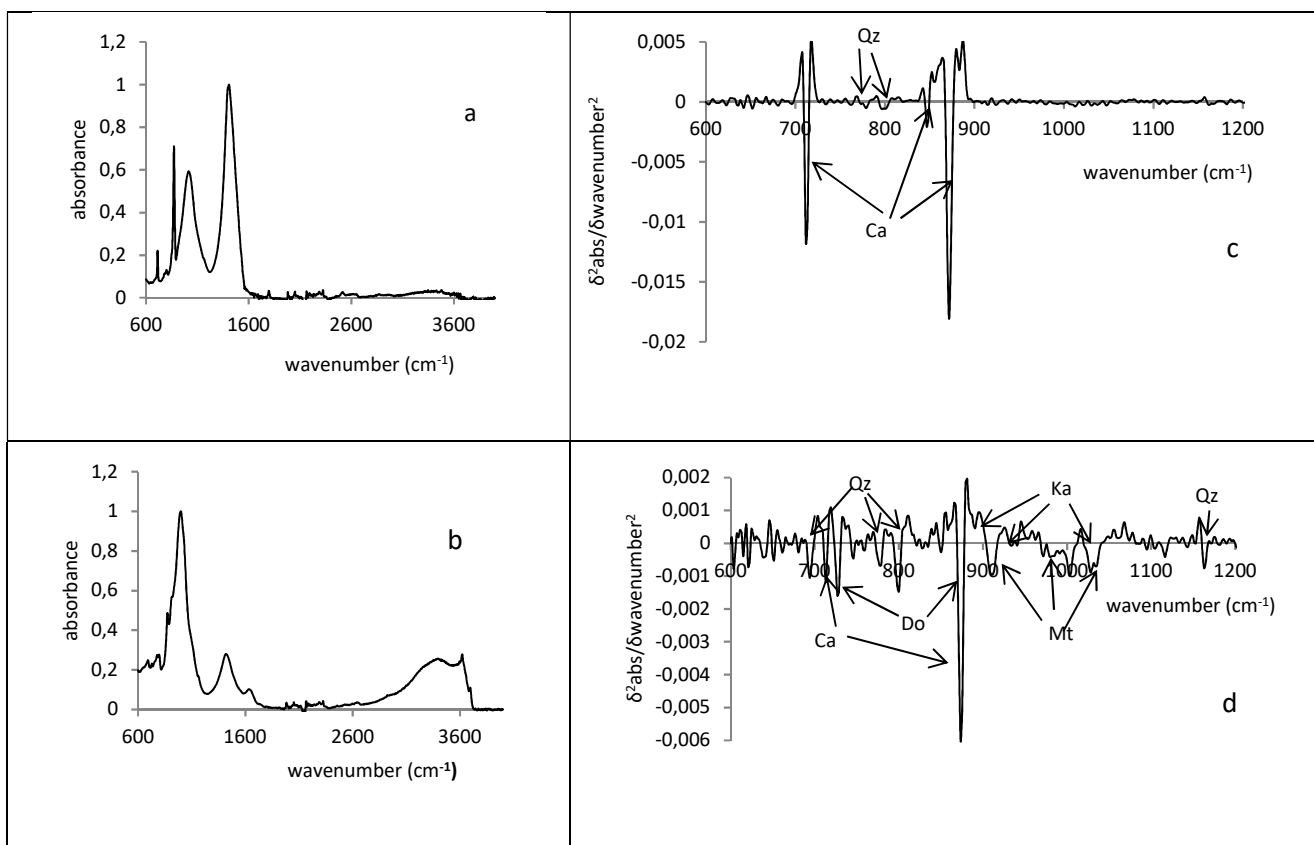 1,2
1
0,8
0,6
0,4
0,2
0
absorbance
a
600 1600 2600 3600
wavenumber (cm-1)
0,005
0
-0,005
-0,01
-0,015
-0,02
δ²abs/δwavenumber²
Qz
600 700 800 900 1000 1100 1200
wavenumber (cm-1)
Ca
c
1,2
1
0,8
0,6
0,4
0,2
0
absorbance
b
600 1600 2600 3600
wavenumber (cm-1)
0,002
0,001
0
-0,001
-0,002
-0,003
-0,004
-0,005
-0,006
δ²abs/δwavenumber²
Qz Ka Qz
600 700 800 900 1000 1100 1200
wavenumber (cm-1)
Do Mt
Ca
d